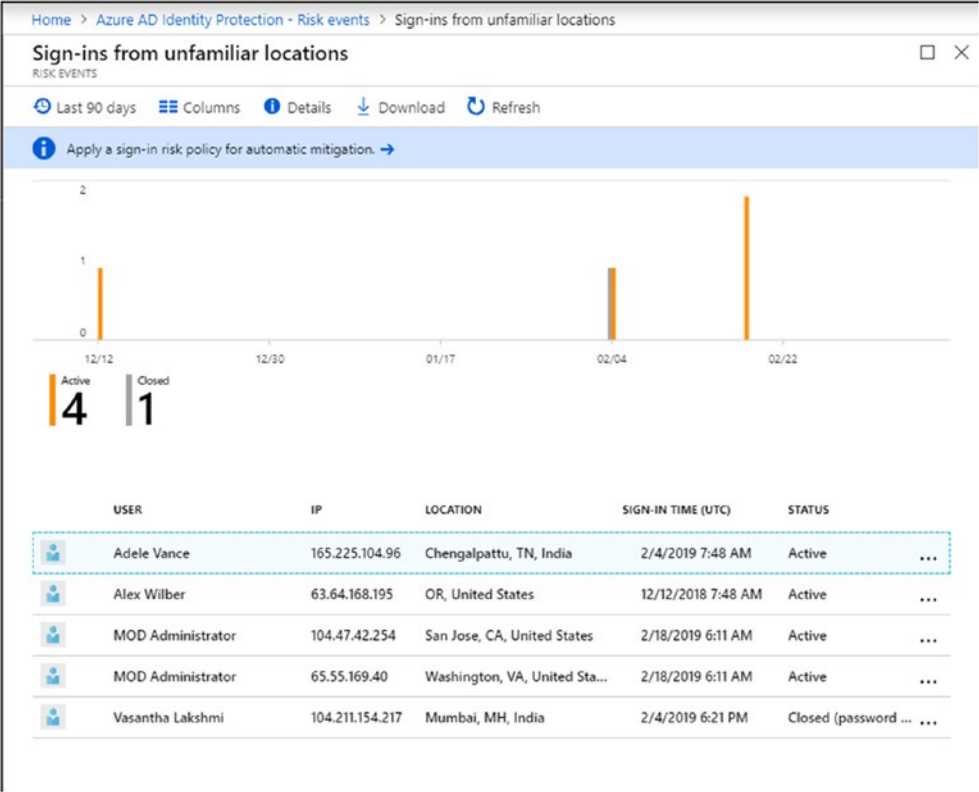 Home > Azure AD Identity Protection - Risk events > Sign-ins from unfamiliar locations
Sign-ins from unfamiliar locations
RISK EVENTS
Last 90 days Columns Details Download Refresh
Apply a sign-in risk policy for automatic mitigation. →
2
1
0
12/12 12/30 01/17 02/04 02/22
Active Closed
4 1
USER IP LOCATION SIGN-IN TIME (UTC) STATUS
Adele Vance 165.225.104.96 Chengalpattu, TN, India 2/4/2019 7:48 AM Active ...
Alex Wilber 63.64.168.195 OR, United States 12/12/2018 7:48 AM Active ...
MOD Administrator 104.47.42.254 San Jose, CA, United States 2/18/2019 6:11 AM Active ...
MOD Administrator 65.55.169.40 Washington, VA, United Sta... 2/18/2019 6:11 AM Active ...
Vasantha Lakshmi 104.211.154.217 Mumbai, MH, India 2/4/2019 6:21 PM Closed (password ... ...